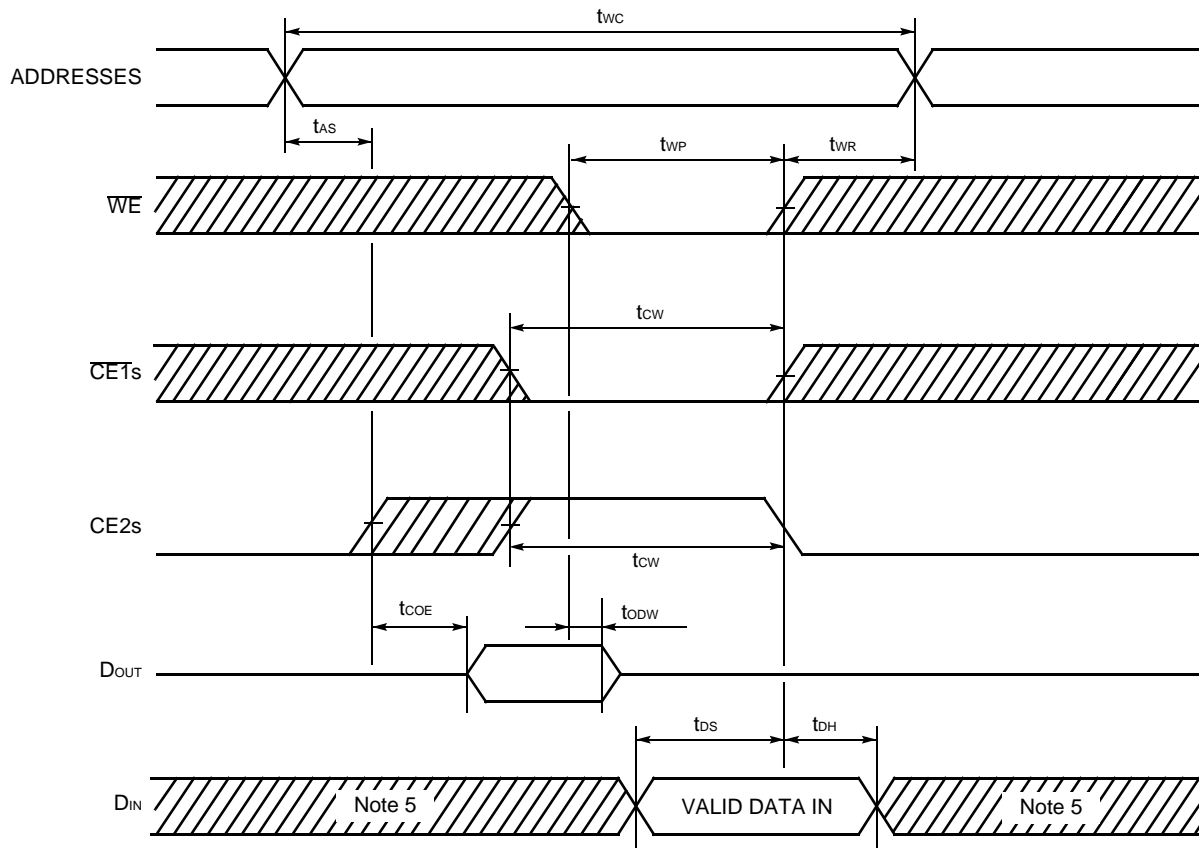 tWC
ADDRESSES
tAS
tWP
tWR
WE
tCW
CE1s
CE2s
tCW
tCOE
tODW
DOUT
tDS
tDH
DIN
Note 5
VALID DATA IN
Note 5